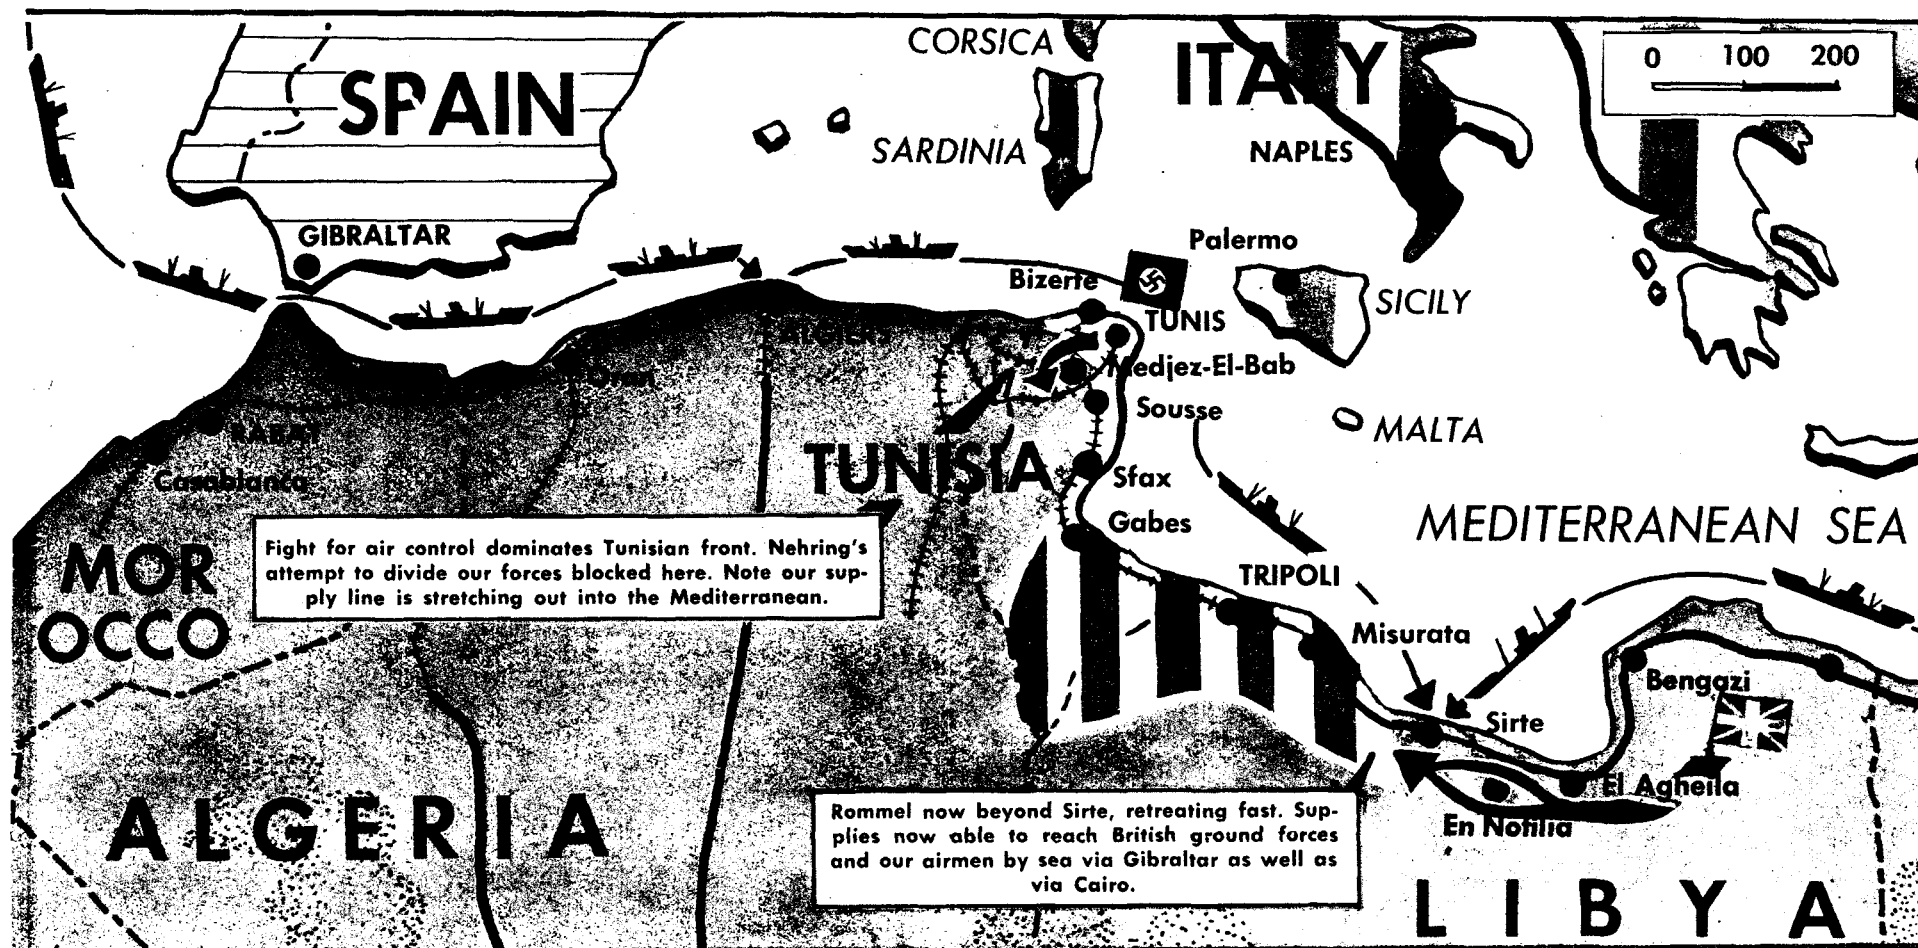 CORSICA
ITALY
0 100 200
SPAIN
SARDINIA
NAPLES
GIBRALTAR
Palermo
Bizerte
SICILY
TUNIS
ALGIERS
Medjez-El-Bab
Oran
Sousse
RABAT
MALTA
TUNISIA
Casablanca
Sfax
Gabes
MEDITERRANEAN SEA
MOR
OCCO
Fight for air control dominates Tunisian front. Nehring's
attempt to divide our forces blocked here. Note our sup-
ply line is stretching out into the Mediterranean.
TRIPOLI
Misurata
Bengazi
Sirte
El Agheila
En Nofilia
ALGERIA
Rommel now beyond Sirte, retreating fast. Sup-
plies now able to reach British ground forces
and our airmen by sea via Gibraltar as well as
via Cairo.
LIBYA